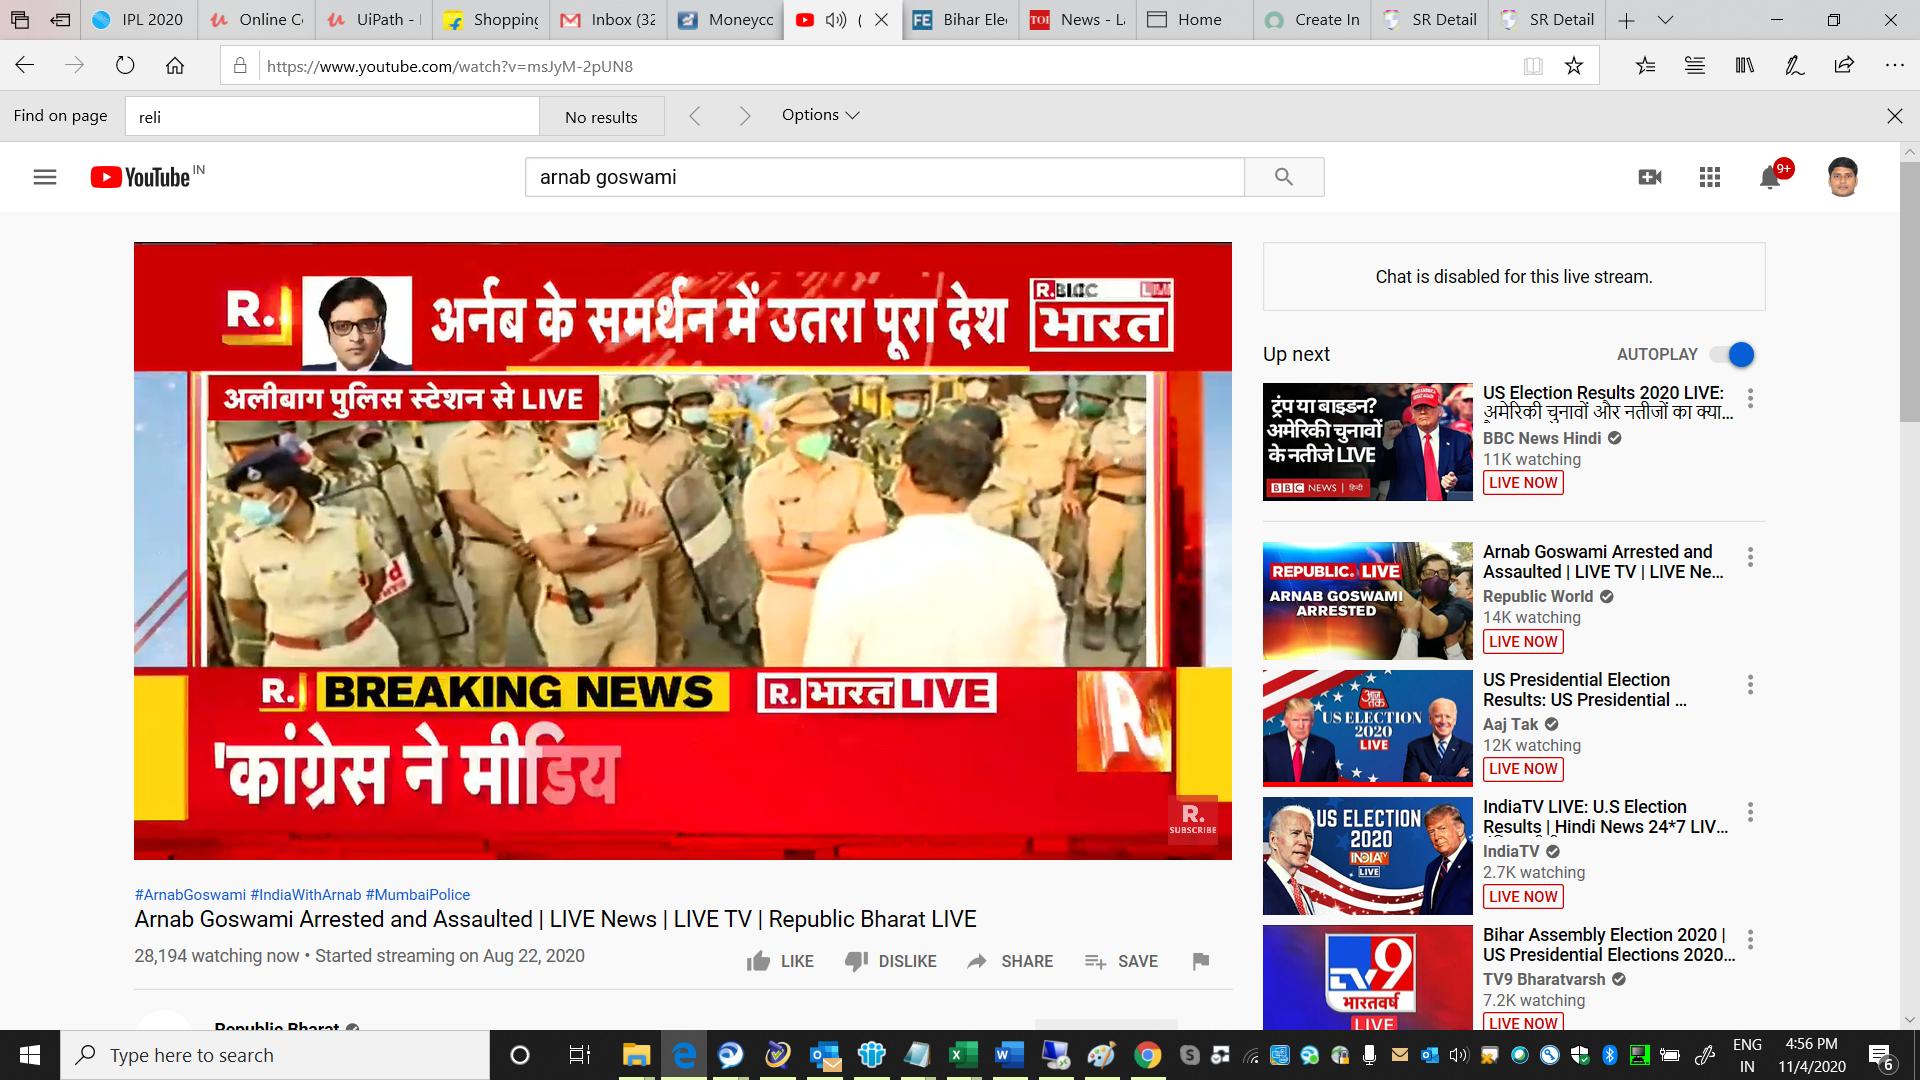 IPL 2020
Online C
UiPath -
Shopping
Inbox (32
Moneyco
Bihar Ele
News - L
Home
Create In
SR Detail
SR Detail
https://www.youtube.com/watch?v=msJyM-2pUN8
Find on page
reli
No results
Options
YouTube IN
arnab goswami
9+
R.
अर्नब के समर्थन में उतरा पूरा देश
भारत
अलीबाग पुलिस स्टेशन से LIVE
R. BREAKING NEWS R. भारत LIVE
'कांग्रेस ने मीडिय
R.
SUBSCRIBE
#ArnabGoswami #IndiaWithArnab #MumbaiPolice
Arnab Goswami Arrested and Assaulted | LIVE News | LIVE TV | Republic Bharat LIVE
28,194 watching now • Started streaming on Aug 22, 2020
LIKE
DISLIKE
SHARE
SAVE
Republic Bharat
Chat is disabled for this live stream.
Up next
AUTOPLAY
ट्रंप या बाइडन?
अमेरिकी चुनावों
के नतीजे LIVE
BBC NEWS | हिन्दी
US Election Results 2020 LIVE:
अमेरिकी चुनावों और नतीजों का क्या...
BBC News Hindi
11K watching
LIVE NOW
REPUBLIC. LIVE
ARNAB GOSWAMI
ARRESTED
Arnab Goswami Arrested and
Assaulted | LIVE TV | LIVE Ne...
Republic World
14K watching
LIVE NOW
आज तक
US ELECTION
2020
LIVE
US Presidential Election
Results: US Presidential ...
Aaj Tak
12K watching
LIVE NOW
US ELECTION
2020
INDIA TV
LIVE
IndiaTV LIVE: U.S Election
Results | Hindi News 24*7 LIV...
IndiaTV
2.7K watching
LIVE NOW
TV9
भारतवर्ष
LIVE
Bihar Assembly Election 2020 |
US Presidential Elections 2020...
TV9 Bharatvarsh
7.2K watching
LIVE NOW
Type here to search
ENG
IN
4:56 PM
11/4/2020
6